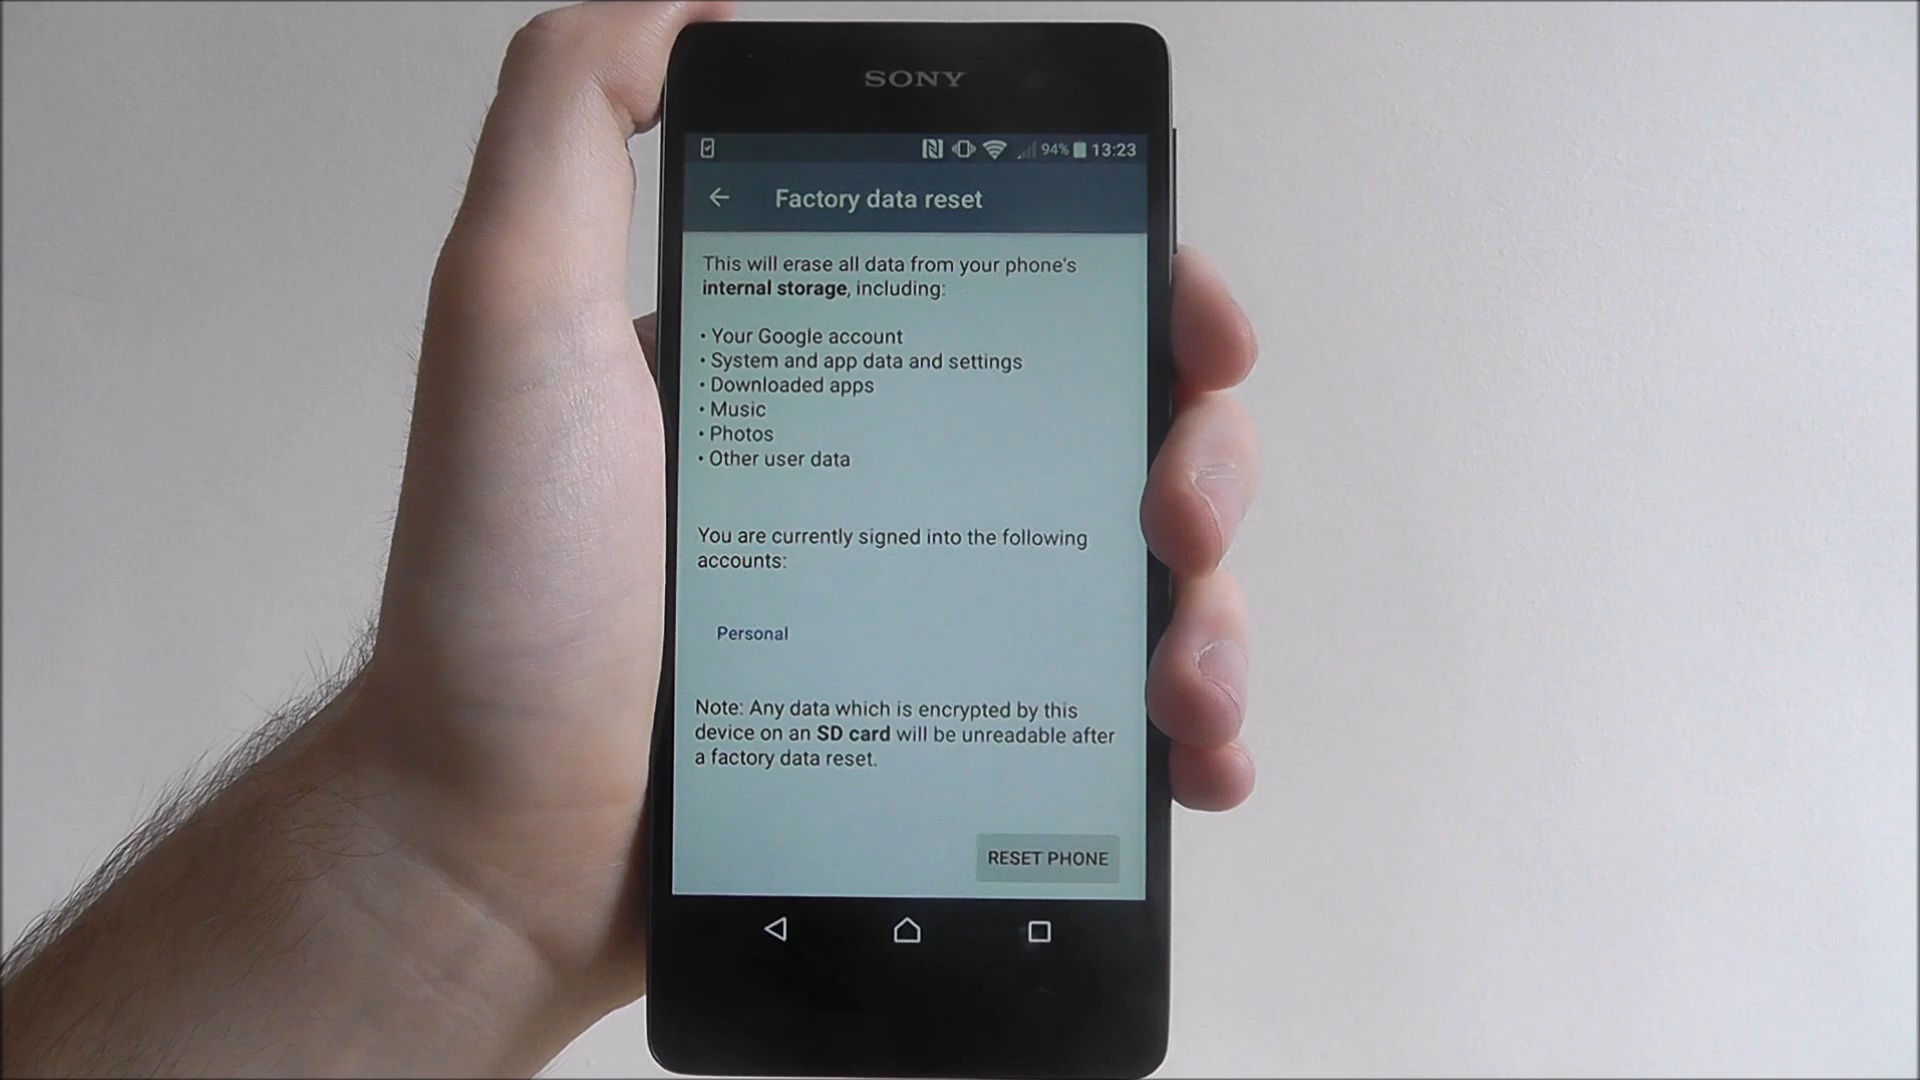 SONY
94% 13:23
Factory data reset
This will erase all data from your phone's
internal storage, including:
• Your Google account
• System and app data and settings
• Downloaded apps
• Music
• Photos
• Other user data
You are currently signed into the following
accounts:
Personal
Note: Any data which is encrypted by this
device on an SD card will be unreadable after
a factory data reset.
RESET PHONE